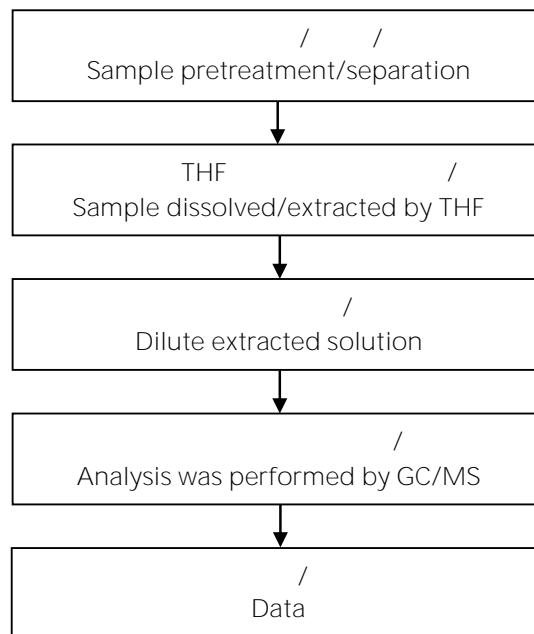 / /
Sample pretreatment/separation
THF /
Sample dissolved/extracted by THF
/
Dilute extracted solution
/
Analysis was performed by GC/MS
/
Data